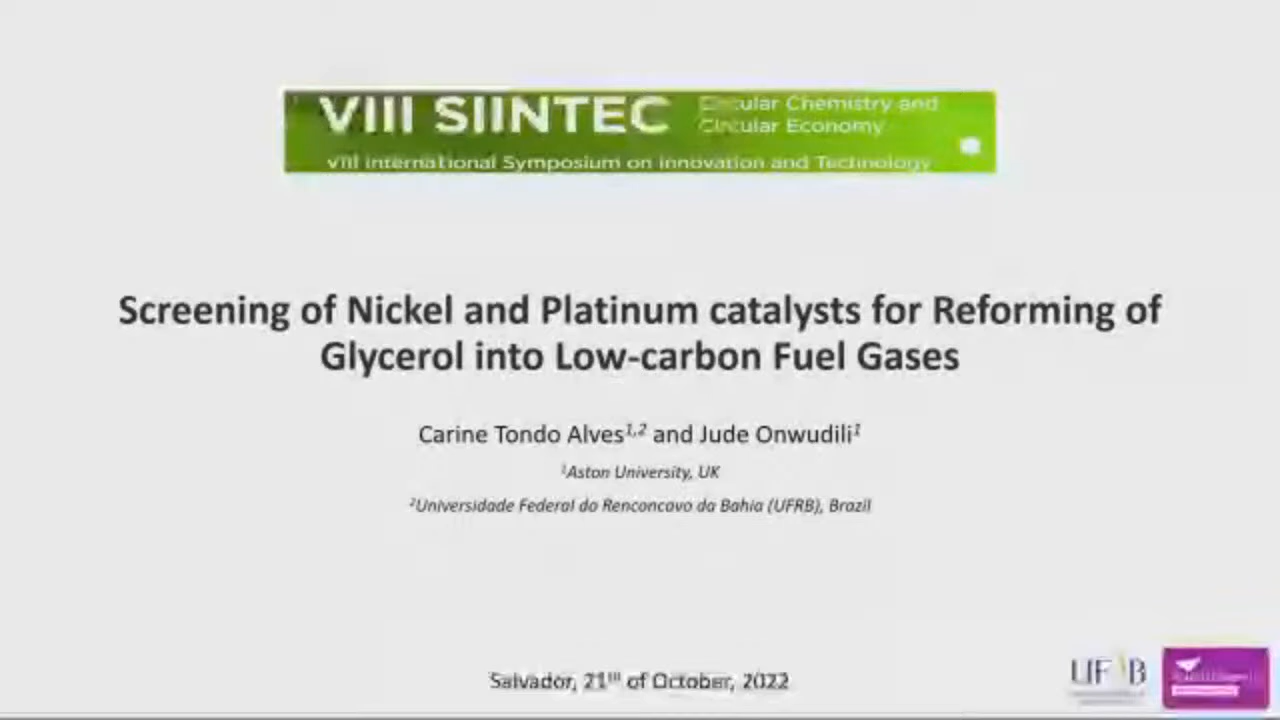 VIII SIINTEC
Circular Chemistry and
Circular Economy
VIII International Symposium on Innovation and Technology
Screening of Nickel and Platinum catalysts for Reforming of
Glycerol into Low-carbon Fuel Gases
Carine Tondo Alves1,2 and Jude Onwudili1
1Aston University, UK
2Universidade Federal do Renconcavo da Bahia (UFRB), Brazil
Salvador, 21th of October, 2022